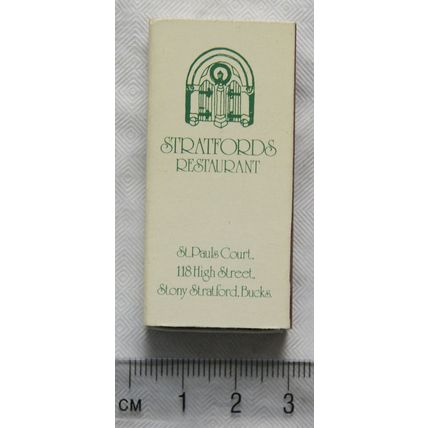 STRATFORDS
RESTAURANT
St. Pauls Court,
118 High Street,
Stony Stratford, Bucks.
CM 1 2 3